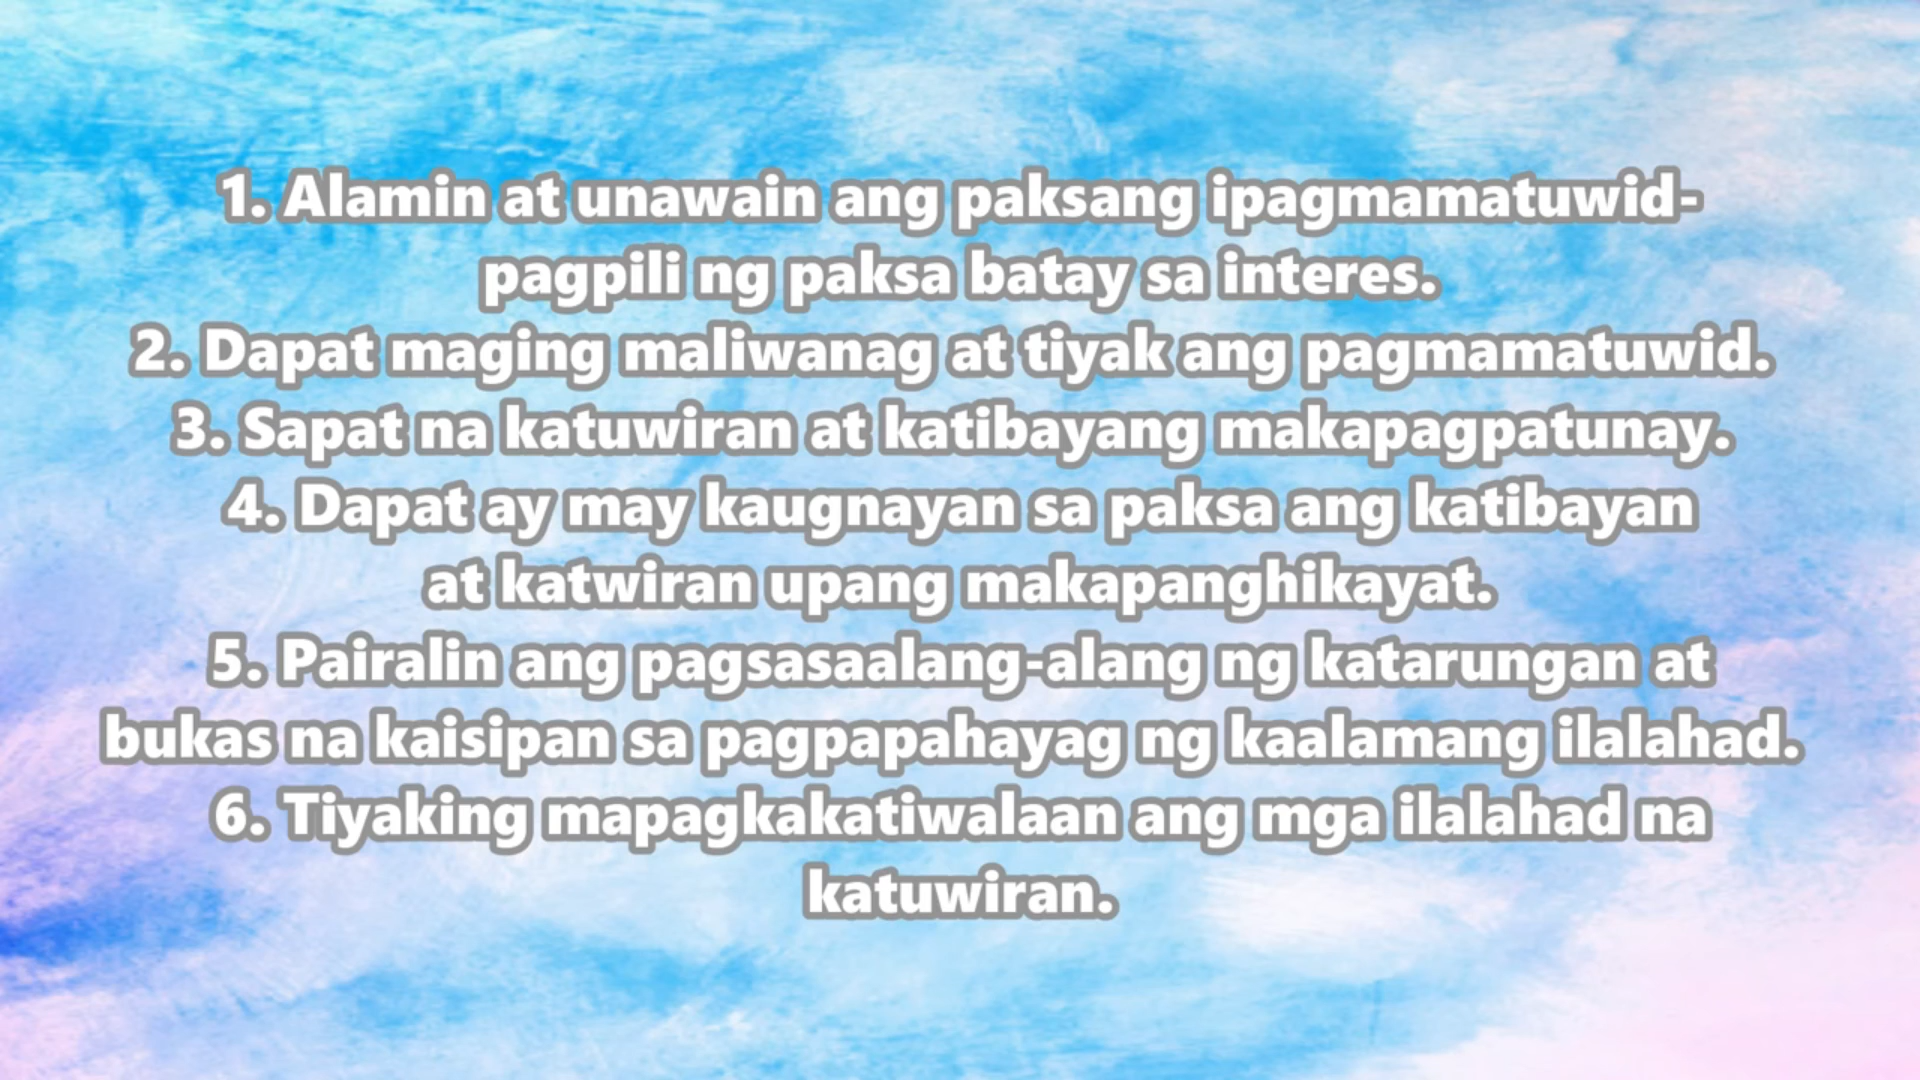 1. Alamin at unawain ang paksang ipagmamatuwid-
pagpili ng paksa batay sa interes.
2. Dapat maging maliwanag at tiyak ang pagmamatuwid.
3. Sapat na katuwiran at katibayang makapagpatunay.
4. Dapat ay may kaugnayan sa paksa ang katibayan
at katwiran upang makapanghikayat.
5. Pairalin ang pagsasaalang-alang ng katarungan at
bukas na kaisipan sa pagpapahayag ng kaalamang ilalahad.
6. Tiyaking mapagkakatiwalaan ang mga ilalahad na
katuwiran.